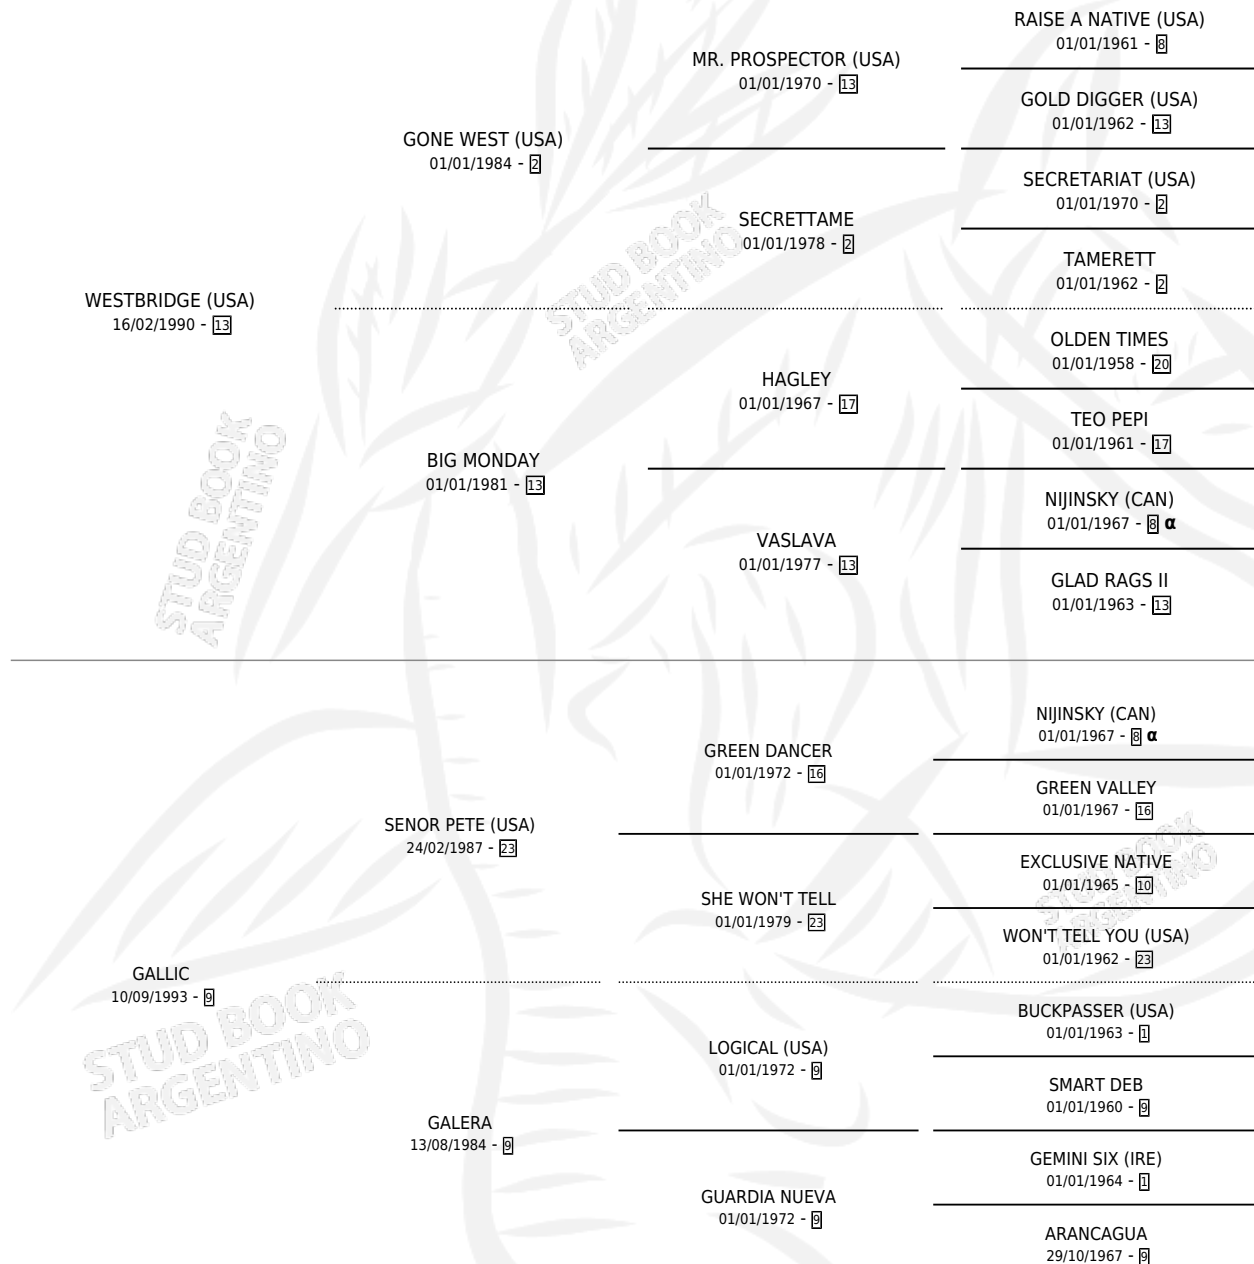 RAISE A NATIVE (USA)
01/01/1961 - 8
MR. PROSPECTOR (USA)
01/01/1970 - 13
GOLD DIGGER (USA)
01/01/1962 - 13
GONE WEST (USA)
01/01/1984 - 2
SECRETARIAT (USA)
01/01/1970 - 2
SECRETTAME
01/01/1978 - 2
TAMERETT
01/01/1962 - 2
WESTBRIDGE (USA)
16/02/1990 - 13
OLDEN TIMES
01/01/1958 - 20
HAGLEY
01/01/1967 - 17
TEO PEPI
01/01/1961 - 17
BIG MONDAY
01/01/1981 - 13
NIJINSKY (CAN)
01/01/1967 - 8 α
VASLAVA
01/01/1977 - 13
GLAD RAGS II
01/01/1963 - 13
NIJINSKY (CAN)
01/01/1967 - 8 α
GREEN DANCER
01/01/1972 - 16
GREEN VALLEY
01/01/1967 - 16
SENOR PETE (USA)
24/02/1987 - 23
EXCLUSIVE NATIVE
01/01/1965 - 10
SHE WON'T TELL
01/01/1979 - 23
WON'T TELL YOU (USA)
01/01/1962 - 23
GALLIC
10/09/1993 - 9
BUCKPASSER (USA)
01/01/1963 - 1
LOGICAL (USA)
01/01/1972 - 9
SMART DEB
01/01/1960 - 9
GALERA
13/08/1984 - 9
GEMINI SIX (IRE)
01/01/1964 - 1
GUARDIA NUEVA
01/01/1972 - 9
ARANCAGUA
29/10/1967 - 9
STUD BOOK
ARGENTINO
STUD BOOK
ARGENTINO
STUD BOOK
ARGENTINO
STUD BOOK
ARGENTINO